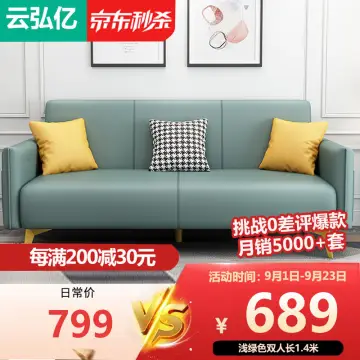 云弘亿 京东秒杀
挑战0差评爆款
月销5000+套
每满200减30元
活动时间：9月1日-9月23日
日常价
799
VS
¥689
浅绿色双人长1.4米